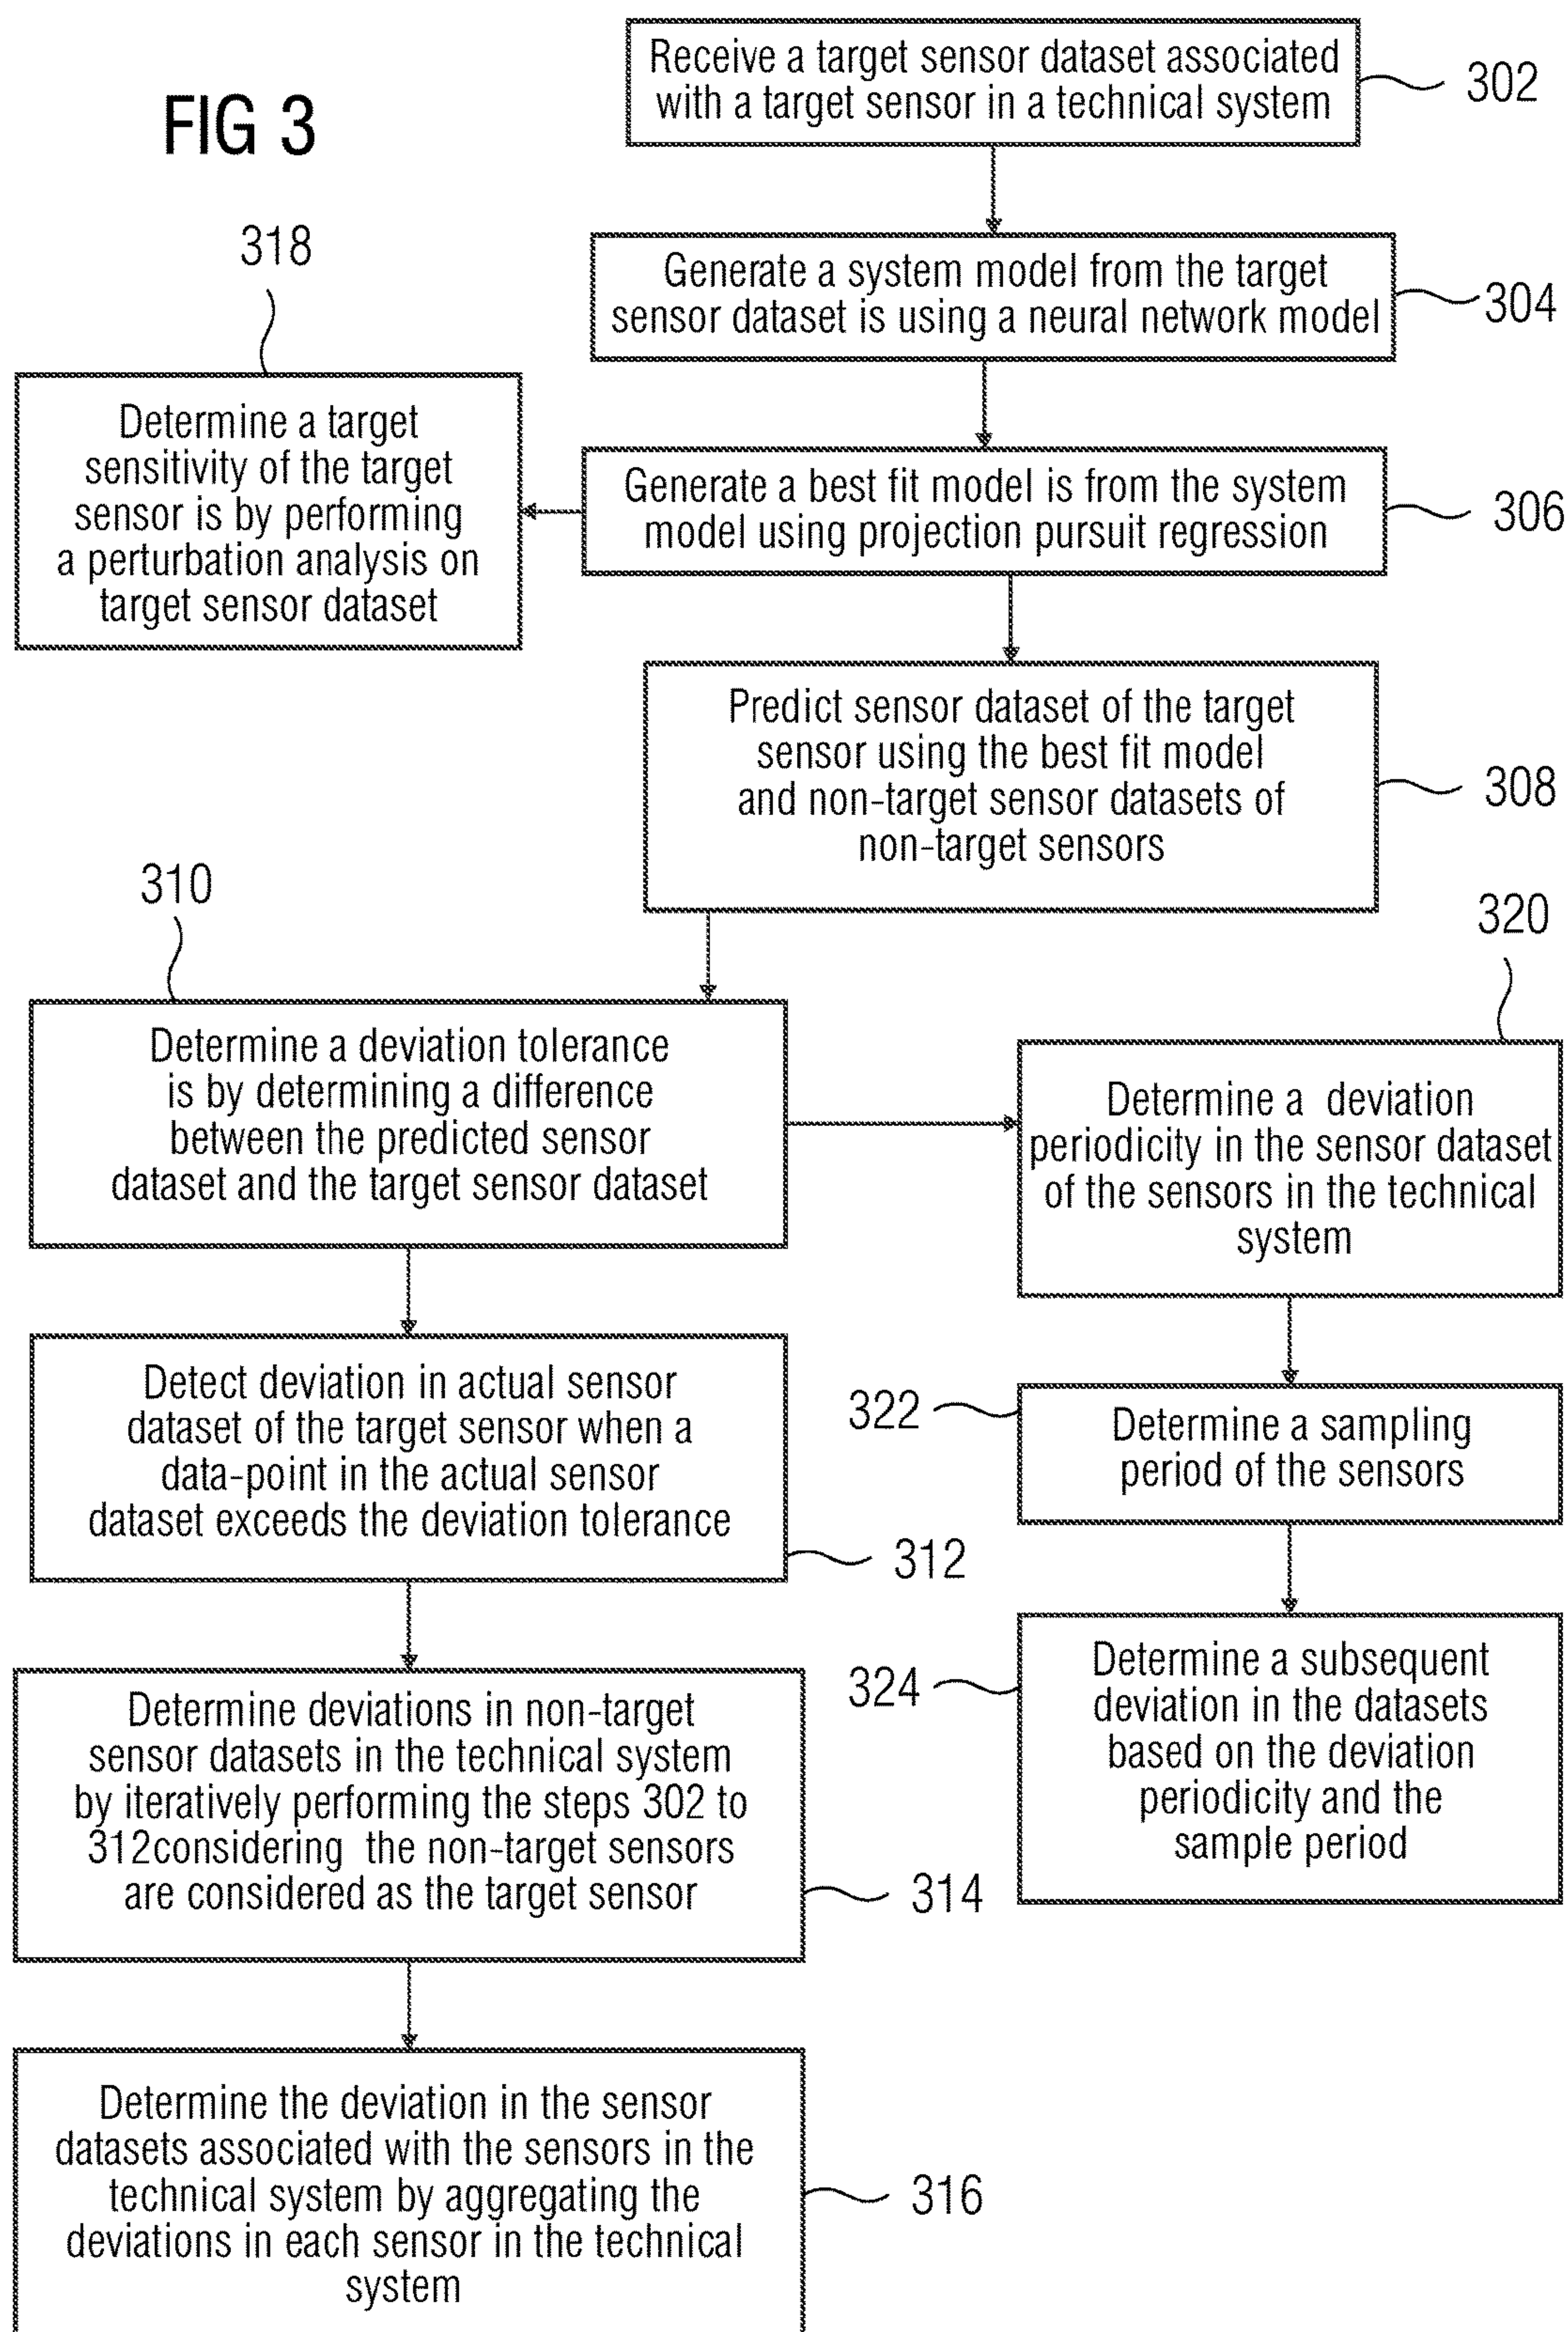 FIG 3
Receive a target sensor dataset associated
with a target sensor in a technical system
302
Generate a system model from the target
sensor dataset is using a neural network model
304
318
Determine a target
sensitivity of the target
sensor is by performing
a perturbation analysis on
target sensor dataset
Generate a best fit model is from the system
model using projection pursuit regression
306
Predict sensor dataset of the target
sensor using the best fit model
and non-target sensor datasets of
non-target sensors
308
310
Determine a deviation tolerance
is by determining a difference
between the predicted sensor
dataset and the target sensor dataset
320
Determine a deviation
periodicity in the sensor dataset
of the sensors in the technical
system
Detect deviation in actual sensor
dataset of the target sensor when a
data-point in the actual sensor
dataset exceeds the deviation tolerance
312
322
Determine a sampling
period of the sensors
324
Determine a subsequent
deviation in the datasets
based on the deviation
periodicity and the
sample period
Determine deviations in non-target
sensor datasets in the technical system
by iteratively performing the steps 302 to
312considering the non-target sensors
are considered as the target sensor
314
Determine the deviation in the sensor
datasets associated with the sensors in the
technical system by aggregating the
deviations in each sensor in the technical
system
316